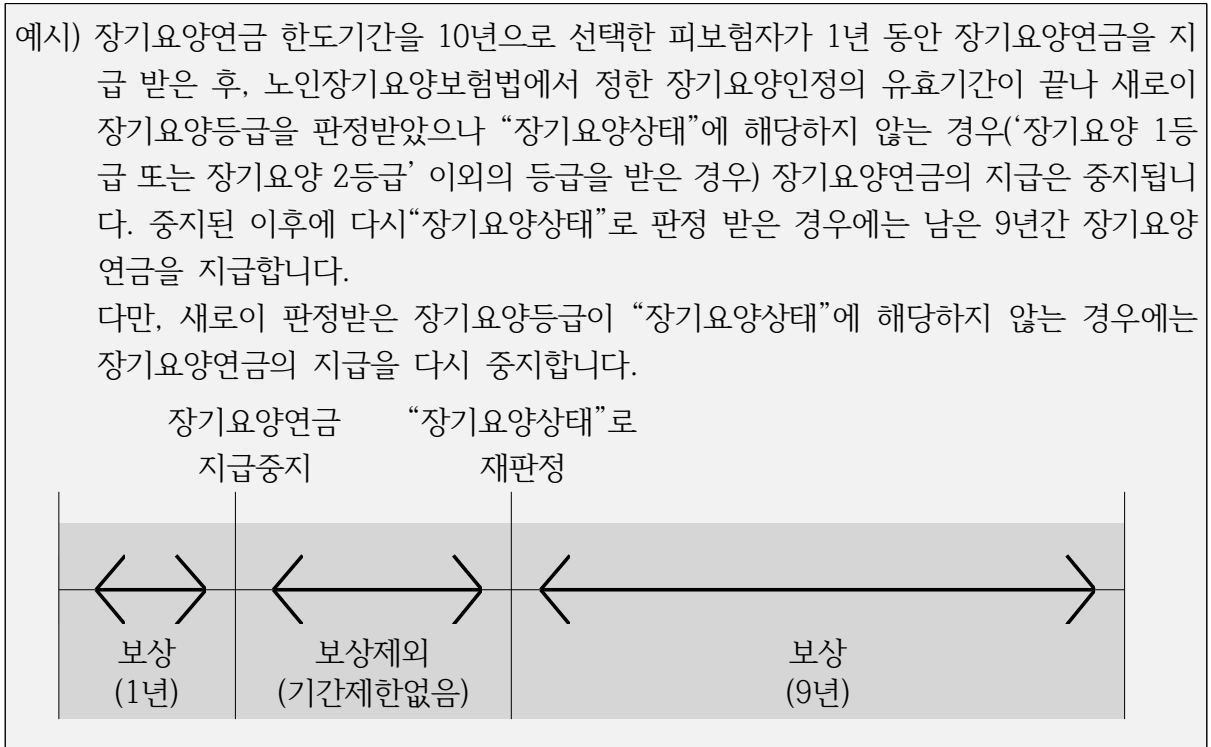 예시) 장기요양연금 한도기간을 10년으로 선택한 피보험자가 1년 동안 장기요양연금을 지
급 받은 후, 노인장기요양보험법에서 정한 장기요양인정의 유효기간이 끝나 새로이
장기요양등급을 판정받았으나 “장기요양상태”에 해당하지 않는 경우(‘장기요양 1등
급 또는 장기요양 2등급’ 이외의 등급을 받은 경우) 장기요양연금의 지급은 중지됩니
다. 중지된 이후에 다시“장기요양상태”로 판정 받은 경우에는 남은 9년간 장기요양
연금을 지급합니다.
다만, 새로이 판정받은 장기요양등급이 “장기요양상태”에 해당하지 않는 경우에는
장기요양연금의 지급을 다시 중지합니다.
장기요양연금 “장기요양상태”로
지급중지 재판정
보상 보상제외 보상
(1년) (기간제한없음) (9년)